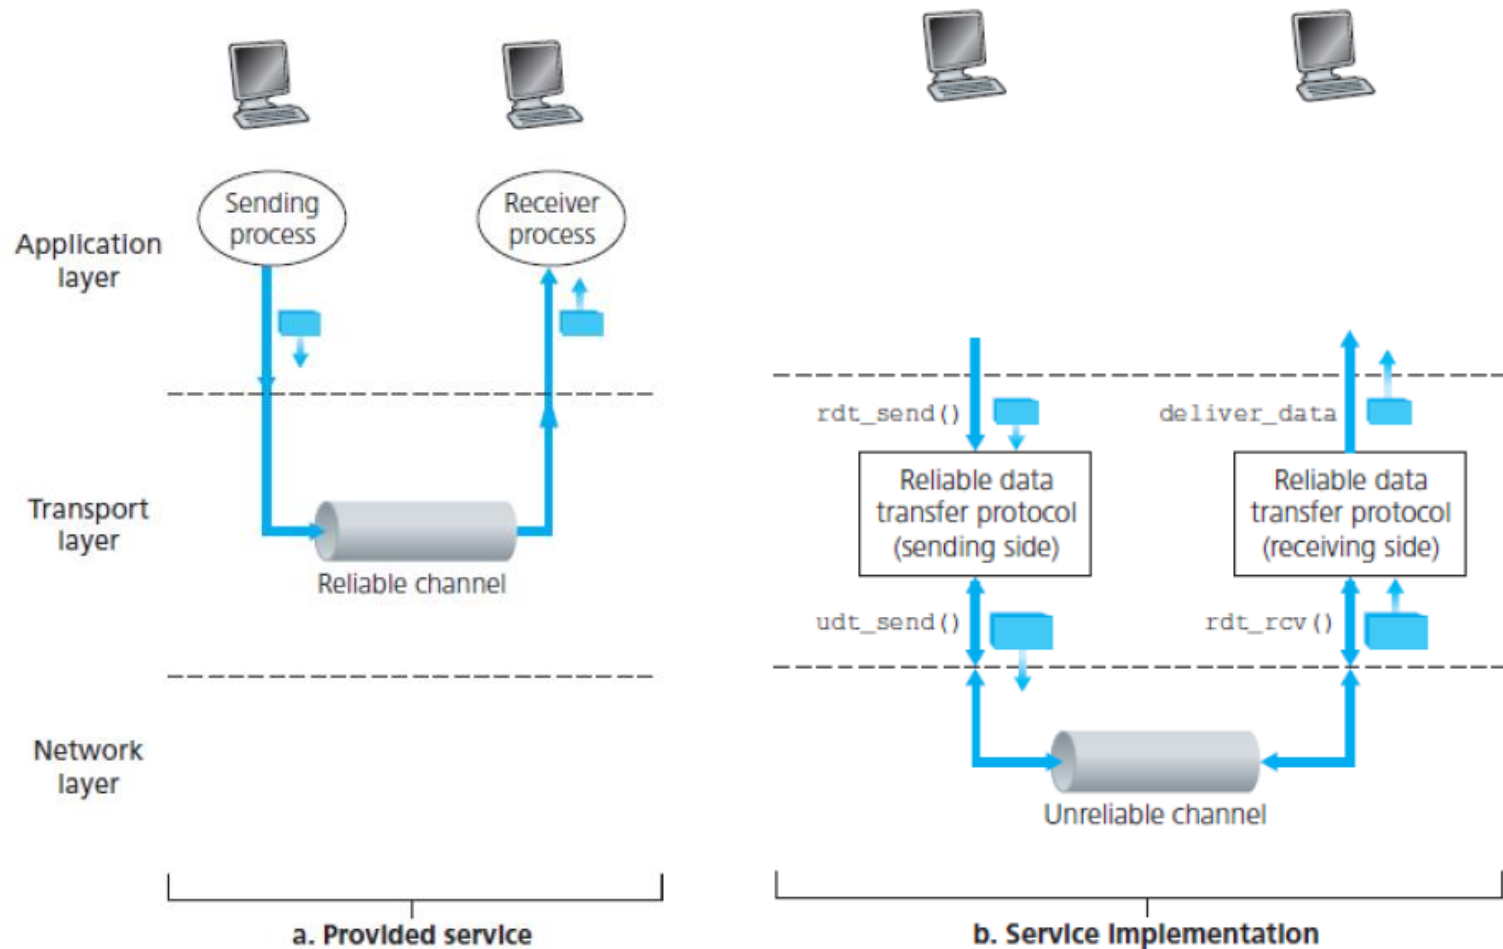 Sending
process
Receiver
process
Application
layer
Transport
layer
Reliable channel
Network
layer
a. Provided service
rdt_send()
deliver_data
Reliable data
transfer protocol
(sending side)
Reliable data
transfer protocol
(receiving side)
udt_send()
rdt_rcv()
Unreliable channel
b. Service implementation